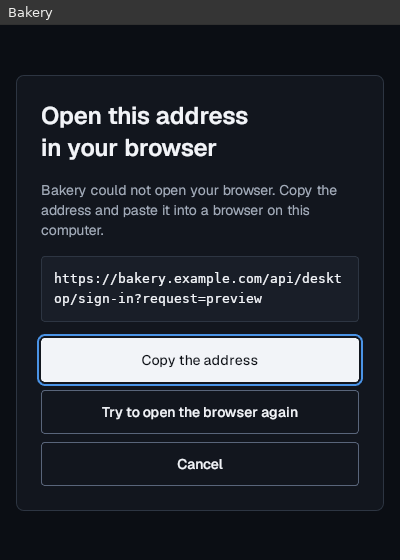 Bakery
Open this address
in your browser
Bakery could not open your browser. Copy the
address and paste it into a browser on this
computer.
https://bakery.example.com/api/deskt
op/sign-in?request=preview
Copy the address
Try to open the browser again
Cancel